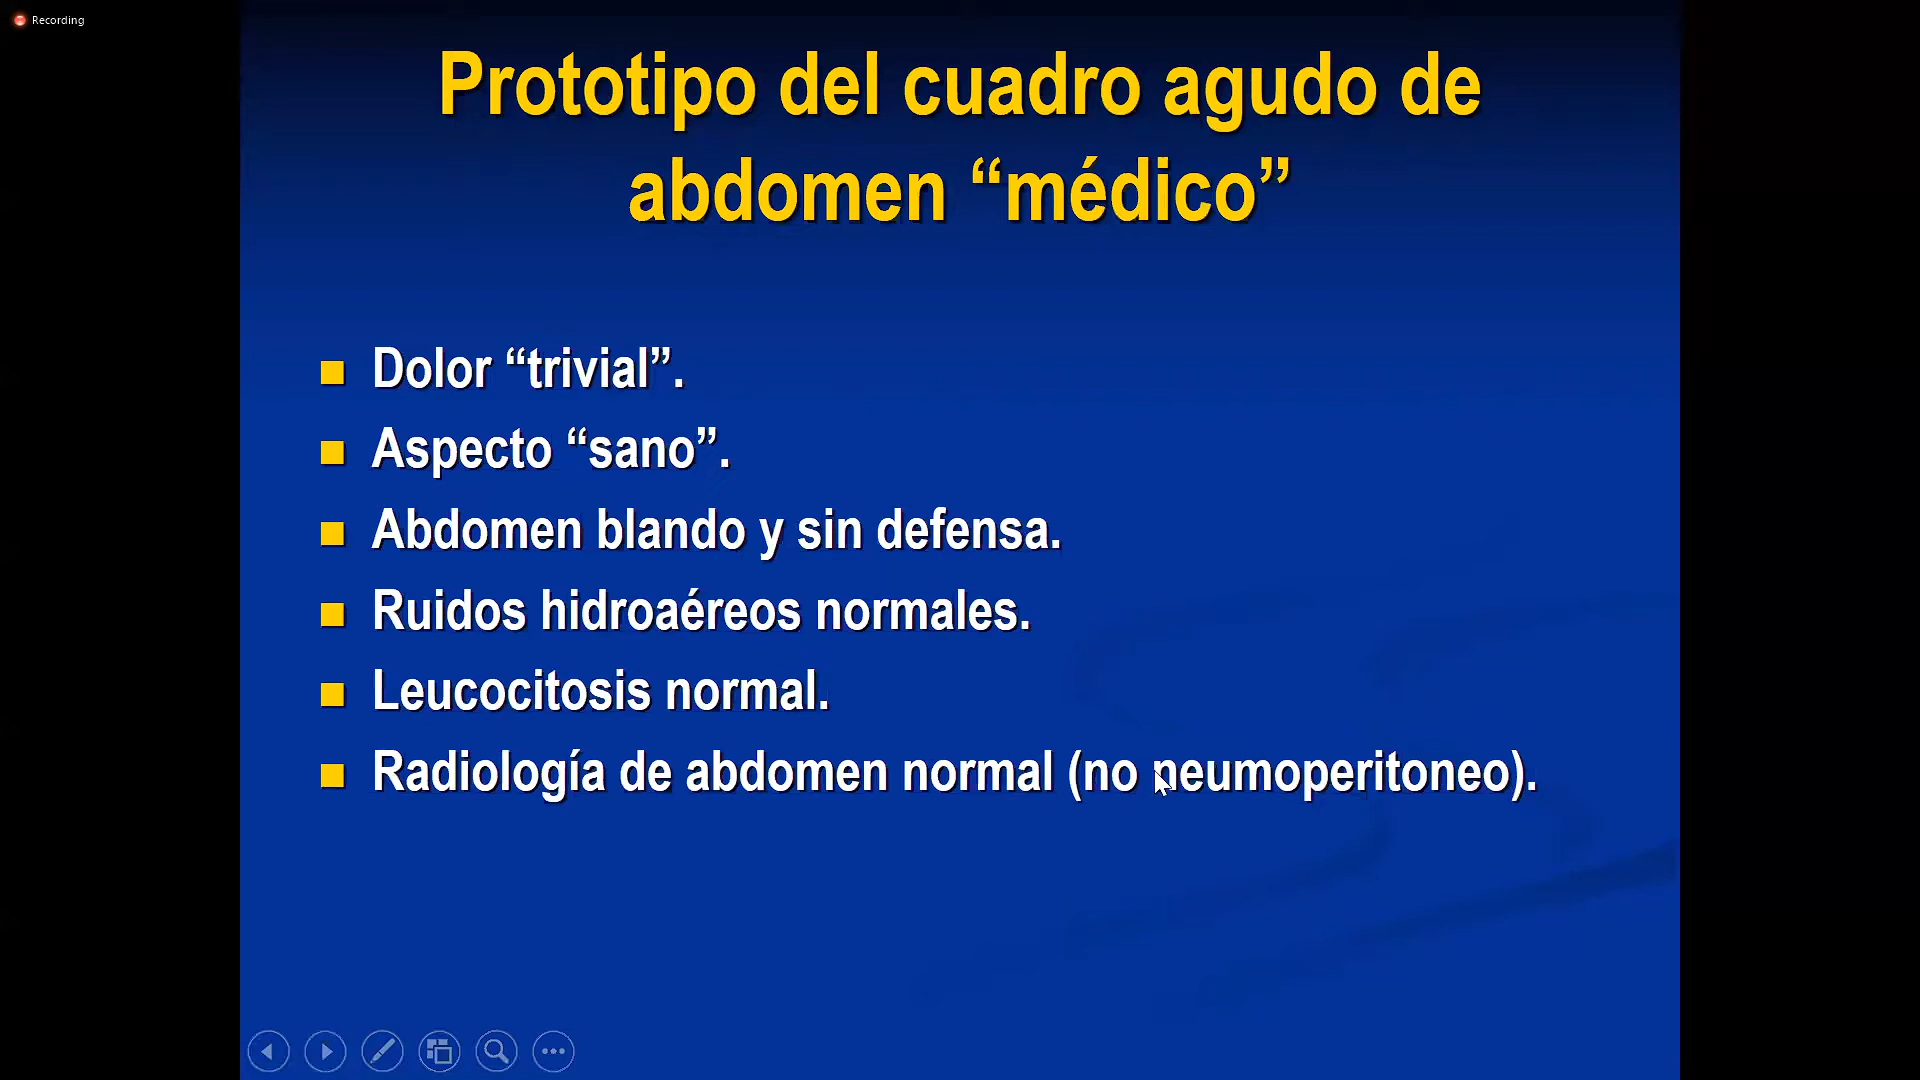 Recording
Prototipo del cuadro agudo de
abdomen “médico”
Dolor “trivial”.
Aspecto “sano”.
Abdomen blando y sin defensa.
Ruidos hidroaéreos normales.
Leucocitosis normal.
Radiología de abdomen normal (no neumoperitoneo).